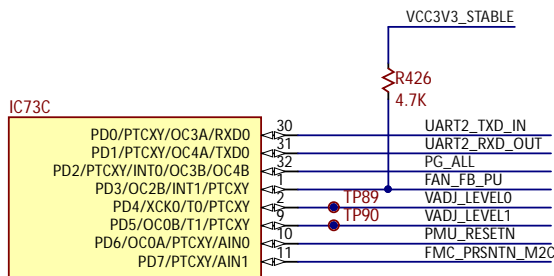 VCC3V3_STABLE
R426
4.7K
IC73C
PD0/PTCXY/OC3A/RXD0 30 UART2_TXD_IN
PD1/PTCXY/OC4A/TXD0 31 UART2_RXD_OUT
PD2/PTCXY/INT0/OC3B/OC4B 32 PG_ALL
PD3/OC2B/INT1/PTCXY 1 FAN_FB_PU
PD4/XCK0/T0/PTCXY 2 TP89 VADJ_LEVEL0
PD5/OC0B/T1/PTCXY 9 TP90 VADJ_LEVEL1
PD6/OC0A/PTCXY/AIN0 10 PMU_RESETN
PD7/PTCXY/AIN1 11 FMC_PRSNTN_M2C